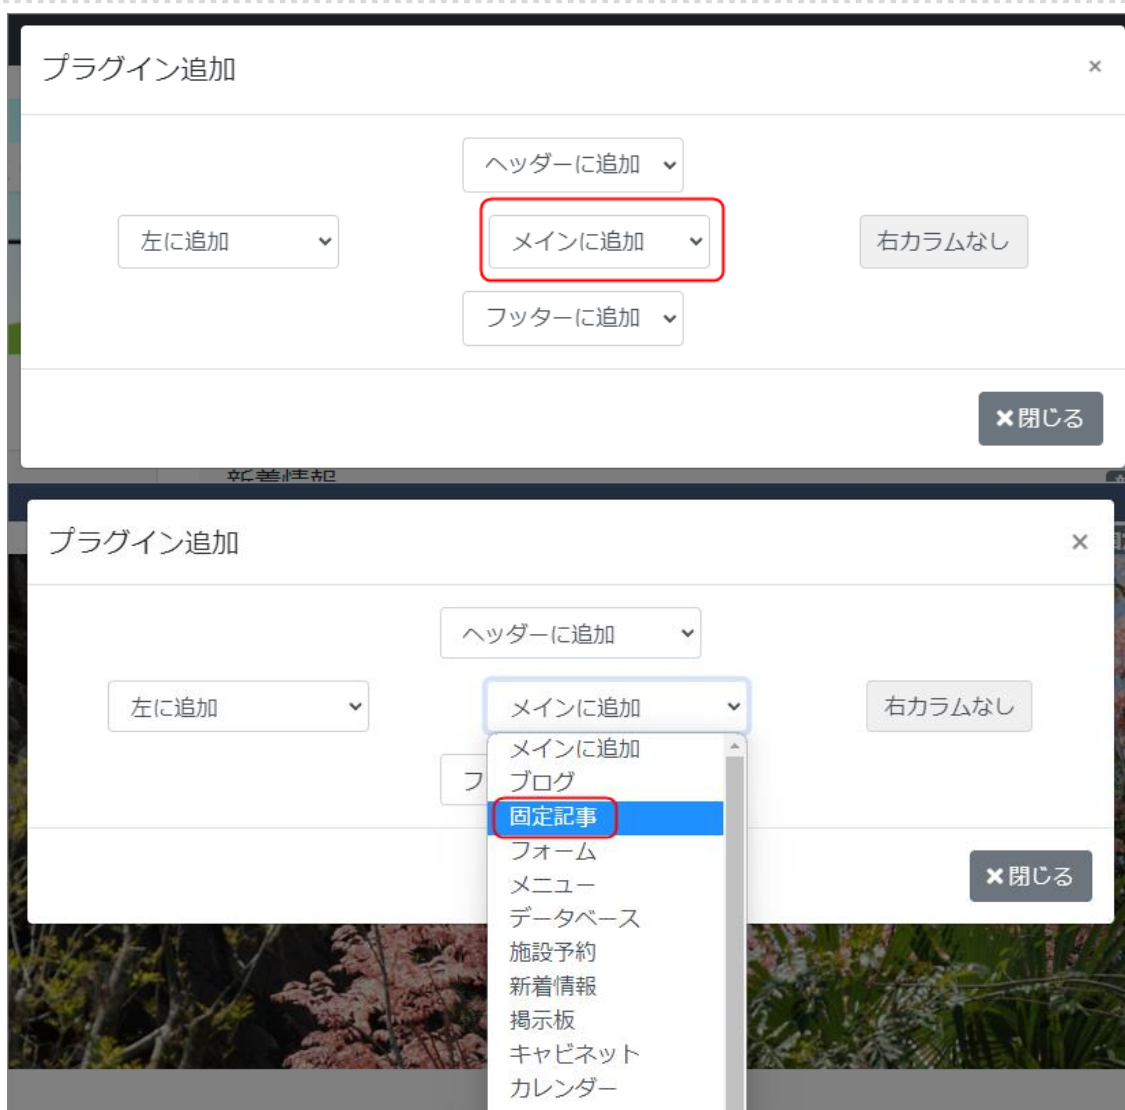 プラグイン追加
×
ヘッダーに追加
左に追加
メインに追加
右カラムなし
フッターに追加
×閉じる
新着情報
プラグイン追加
×
ヘッダーに追加
左に追加
メインに追加
右カラムなし
メインに追加
フ
ブログ
固定記事
フォーム
メニュー
×閉じる
データベース
施設予約
新着情報
掲示板
キャビネット
カレンダー